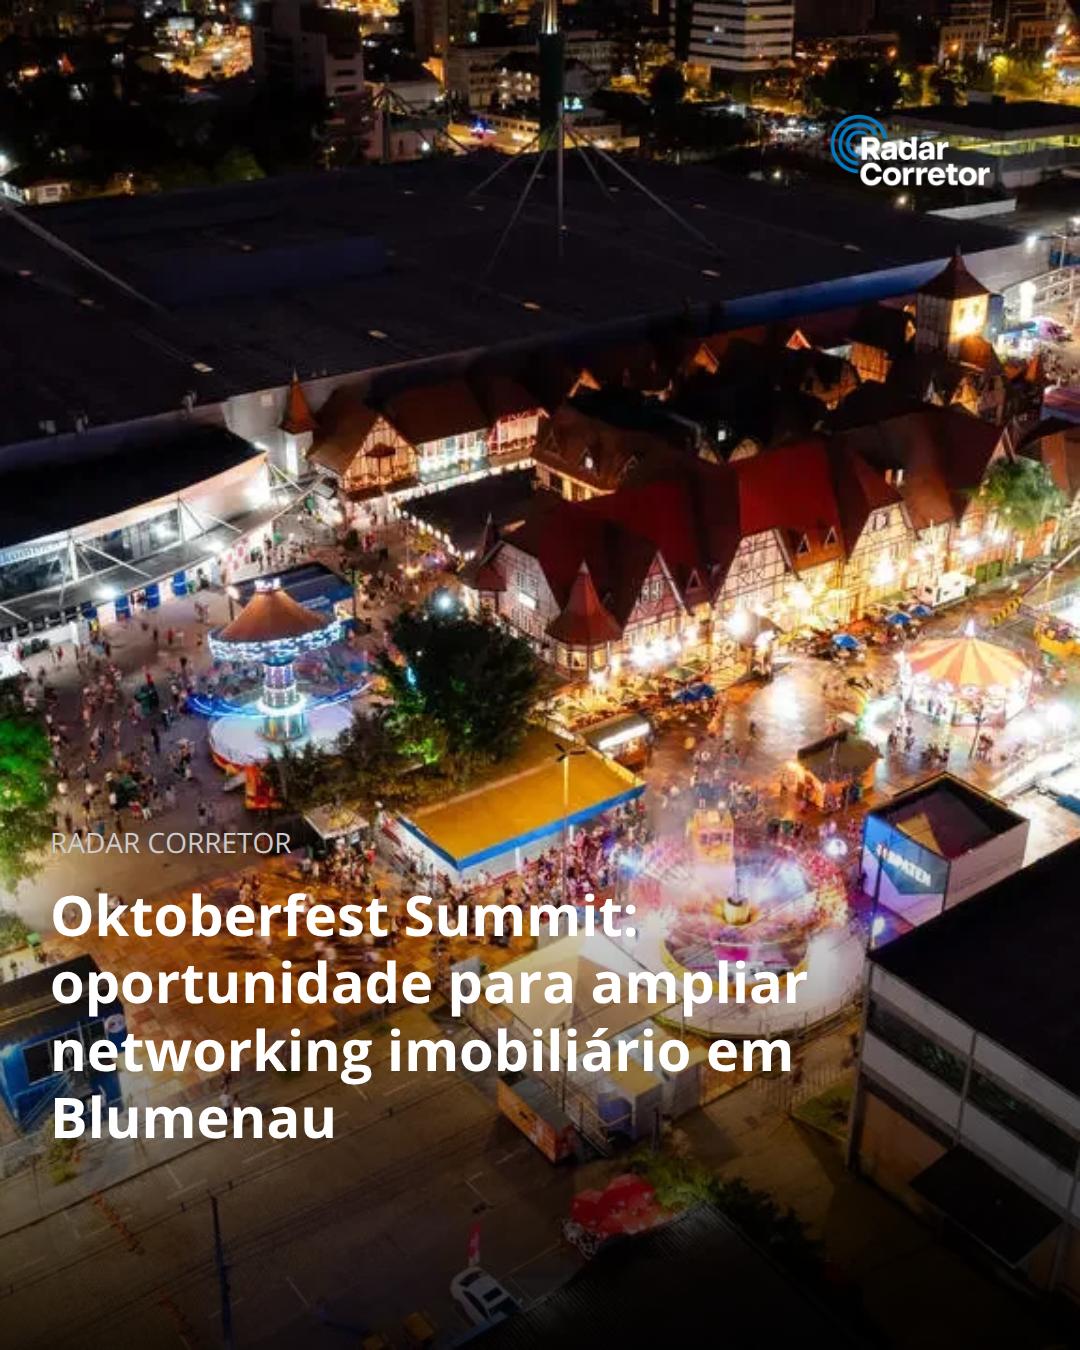 Radar
Corretor
RADAR CORRETOR
Oktoberfest Summit:
oportunidade para ampliar
networking imobiliário em
Blumenau